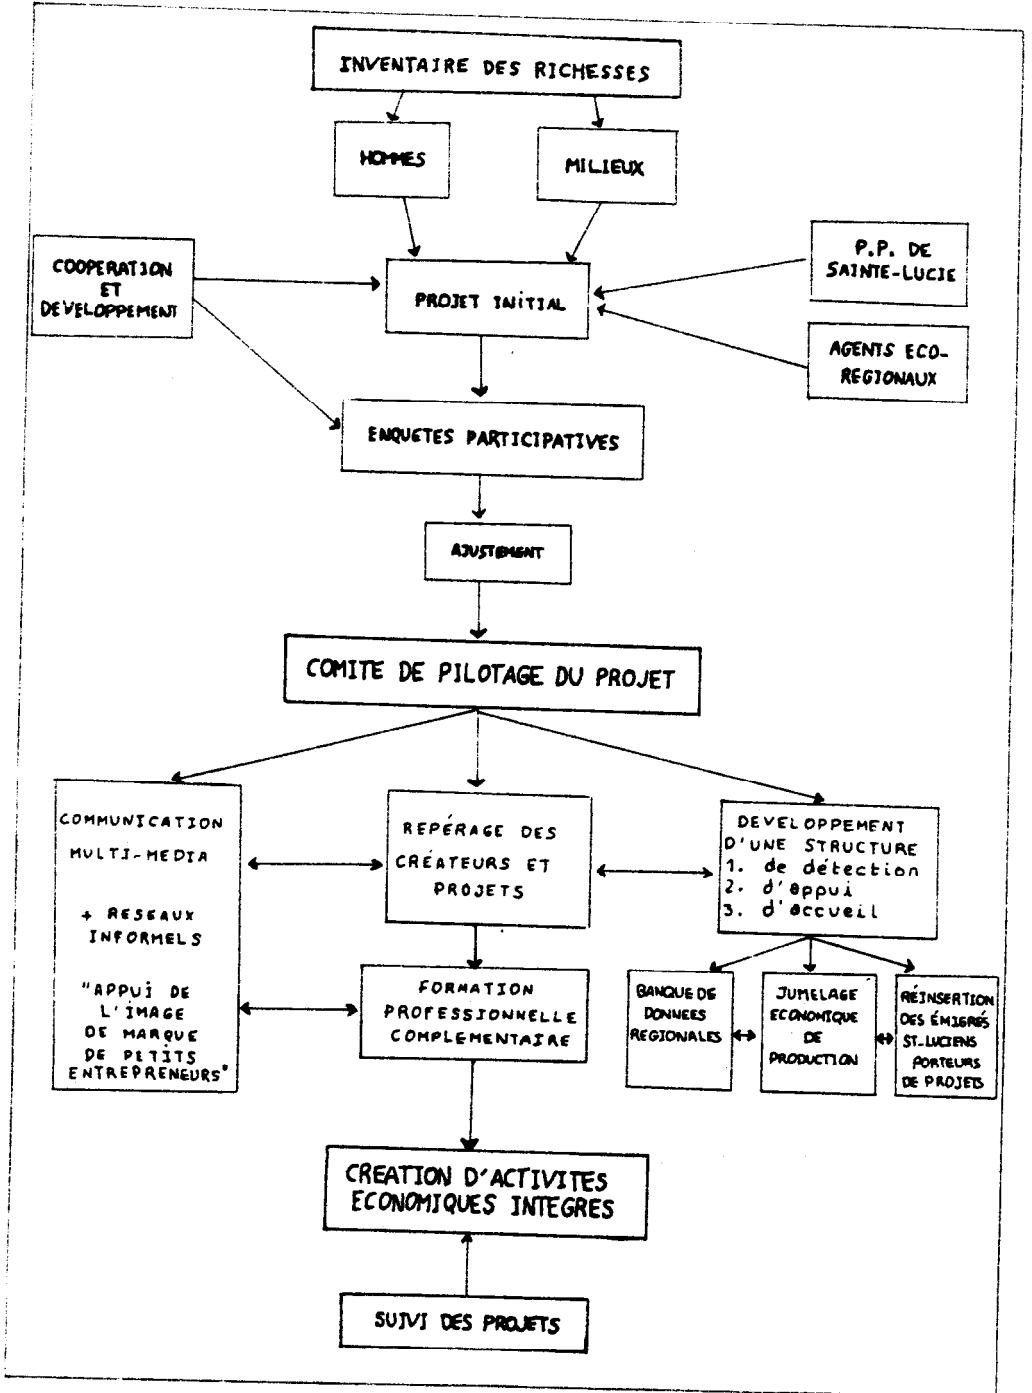 INVENTAIRE DES RICHESSES
HOMMES
MILIEUX
COOPERATION
ET
DEVELOPPEMENT
PROJET INITIAL
P.P. DE
SAINTE-LUCIE
AGENTS ECO-
REGIONAUX
ENQUETES PARTICIPATIVES
AJUSTEMENT
COMITE DE PILOTAGE DU PROJET
COMMUNICATION
MULTI-MEDIA
+ RESEAUX
INFORMELS
"APPUI DE
L'IMAGE
DE MARQUE
DE PETITS
ENTREPRENEURS"
REPÉRAGE DES
CRÉATEURS ET
PROJETS
DEVELOPPEMENT
D'UNE STRUCTURE
1. de détection
2. d'appui
3. d'accueil
FORMATION
PROFESSIONNELLE
COMPLEMENTAIRE
BANQUE DE
DONNEES
REGIONALES
JUMELAGE
ECONOMIQUE
DE
PRODUCTION
RÉINSERTION
DES ÉMIGRÉS
ST-LUCIENS
PORTEURS
DE PROJETS
CREATION D'ACTIVITES
ECONOMIQUES INTEGRES
SUIVI DES PROJETS